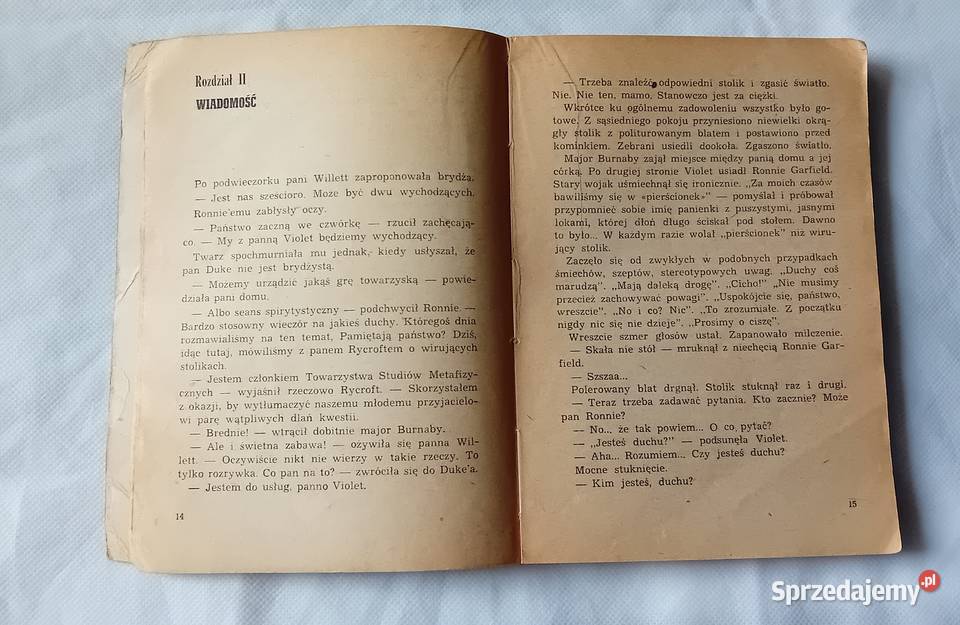 Rozdział II
WIADOMOŚĆ
Po podwieczorku pani Willett zaproponowała brydża.
— Jest nas sześcioro. Może być dwu wychodzących.
Ronnie'emu zabłysły oczy.
— Państwo zaczną we czwórkę — rzucił zachęcają-
co. — My z panną Violet będziemy wychodzący.
Twarz spochmurniała mu jednak, kiedy usłyszał, że
pan Duke nie jest brydżystą.
— Możemy urządzić jakąś grę towarzyską — powie-
działa pani domu.
— Albo seans spirytystyczny — podchwycił Ronnie. —
Bardzo stosowny wieczór na jakieś duchy. Któregoś dnia
rozmawialiśmy na ten temat, Pamiętają państwo? Dziś,
idąc tutaj, mówiliśmy z panem Rycroftem o wirujących
stolikach.
— Jestem członkiem Towarzystwa Studiów Metafizy-
cznych — wyjaśnił rzeczowo Rycroft. — Skorzystałem
z okazji, by wytłumaczyć naszemu młodemu przyjacielo-
wi parę wątpliwych dlań kwestii.
— Brednie! — wtrącił dobitnie major Burnaby.
— Ale i świetna zabawa! — ożywiła się panna Wil-
lett. — Oczywiście nikt nie wierzy w takie rzeczy. To
tylko rozrywka. Co pan na to? — zwróciła się do Duke'a.
— Jestem do usług, panno Violet.
14
— Trzeba znaleźć odpowiedni stolik i zgasić światło.
Nie. Nie ten, mamo. Stanowczo jest za ciężki.
Wkrótce ku ogólnemu zadowoleniu wszystko było go-
towe. Z sąsiedniego pokoju przyniesiono niewielki okrą-
gły stolik z politurowanym blatem i postawiono przed
kominkiem. Zebrani usiedli dookoła. Zgaszono światło.
Major Burnaby zajął miejsce między panią domu a jej
córką. Po drugiej stronie Violet usiadł Ronnie Garfield.
Stary wojak uśmiechnął się ironicznie. „Za moich czasów
bawiliśmy się w «pierścionek»" — pomyślał i próbował
przypomnieć sobie imię panienki z puszystymi, jasnymi
lokami, której dłoń długo ściskał pod stołem. Dawno
to było... W każdym razie wolał „pierścionek" niż wiru-
jący stolik.
Zaczęło się od zwykłych w podobnych przypadkach
śmiechów, szeptów, stereotypowych uwag. „Duchy coś
marudzą". „Mają daleką drogę". „Cicho!" „Nie musimy
przecież zachowywać powagi". „Uspokójcie się, państwo,
wreszcie". „No i co? Nic". „To zrozumiałe. Z początku
nigdy nic się nie dzieje". „Prosimy o ciszę".
Wreszcie szmer głosów ustał. Zapanowało milczenie.
— Skała nie stół — mruknął z niechęcią Ronnie Gar-
field.
— Szszaa...
Polerowany blat drgnął. Stolik stuknął raz i drugi.
— Teraz trzeba zadawać pytania. Kto zacznie? Może
pan Ronnie?
— No... że tak powiem... O co pytać?
— „Jesteś duchu?" — podsunęła Violet.
— Aha... Rozumiem... Czy jesteś duchu?
Mocne stuknięcie.
— Kim jesteś, duchu?
15
Sprzedajemy.pl